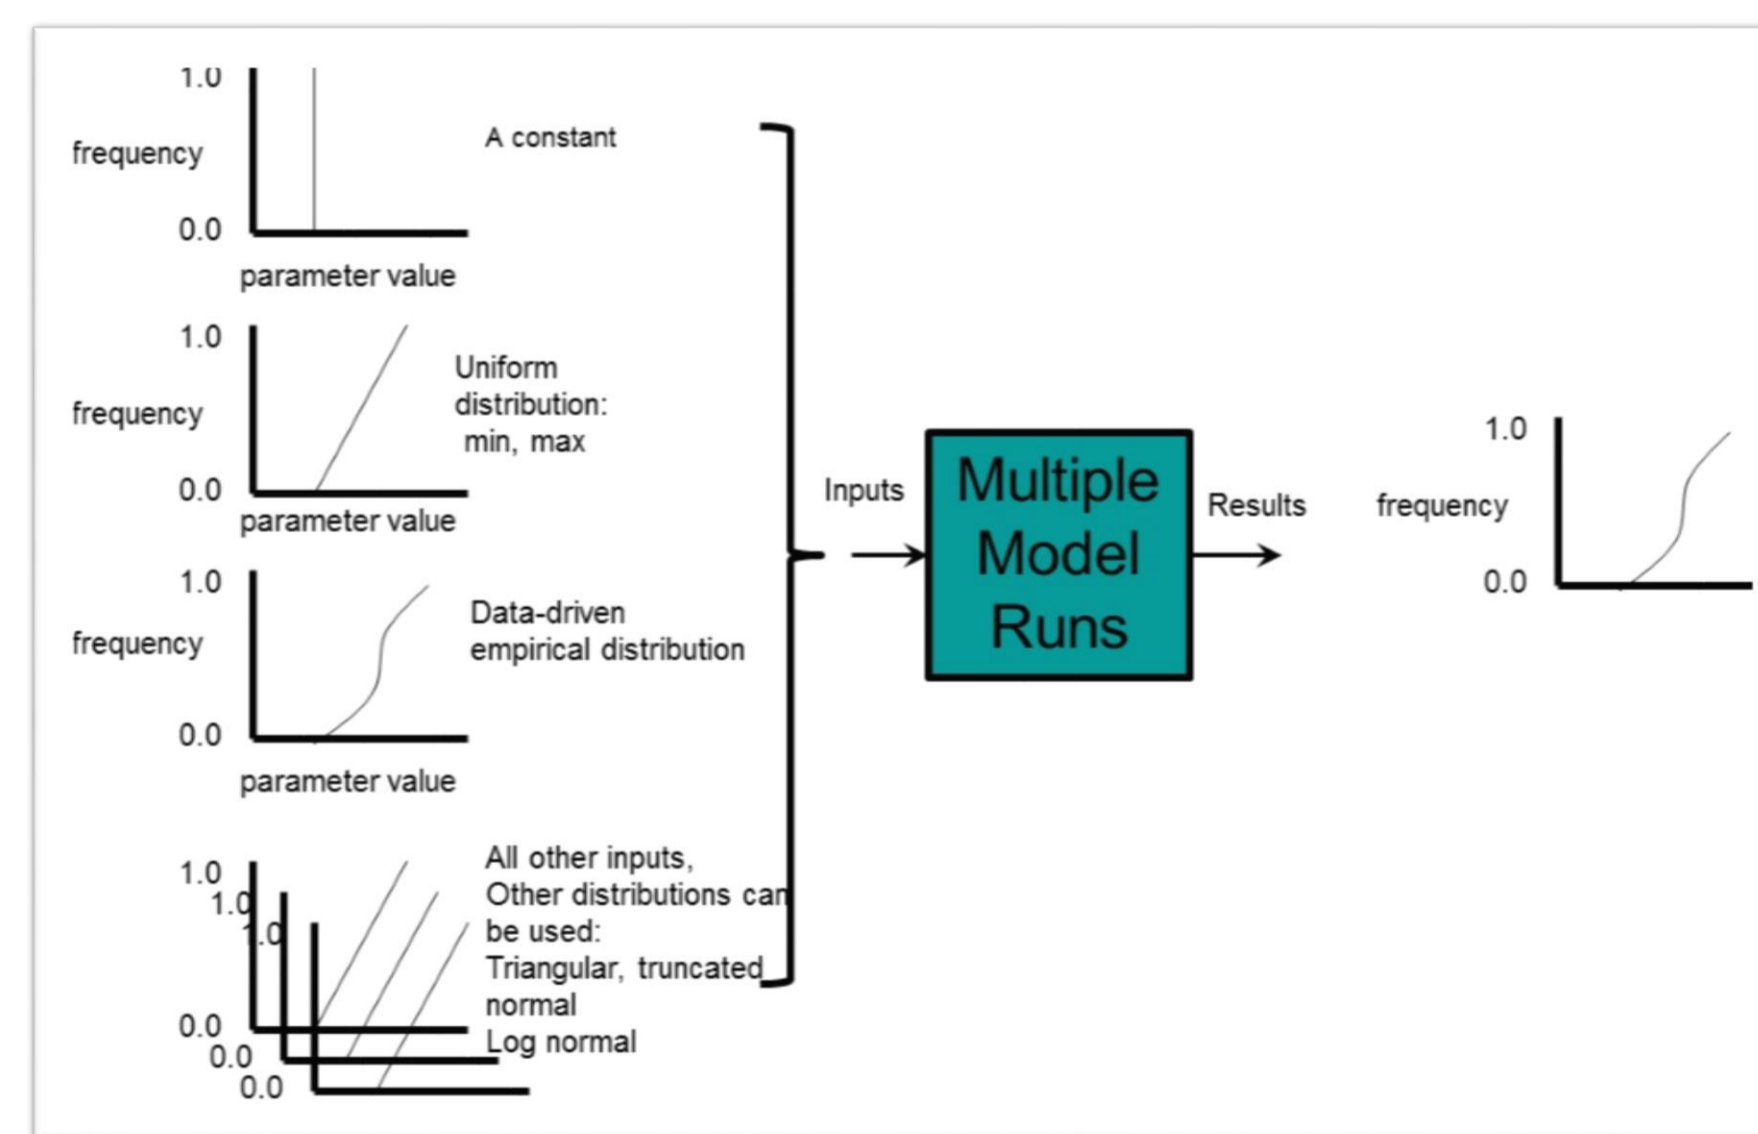 1.0
frequency
0.0
parameter value
A constant
1.0
frequency
0.0
parameter value
Uniform
distribution:
min, max
1.0
frequency
0.0
parameter value
Data-driven
empirical distribution
1.0
1.0
1.0
0.0
0.0
0.0
All other inputs,
Other distributions can
be used:
Triangular, truncated
normal
Log normal
Inputs
Multiple
Model
Runs
Results
1.0
frequency
0.0